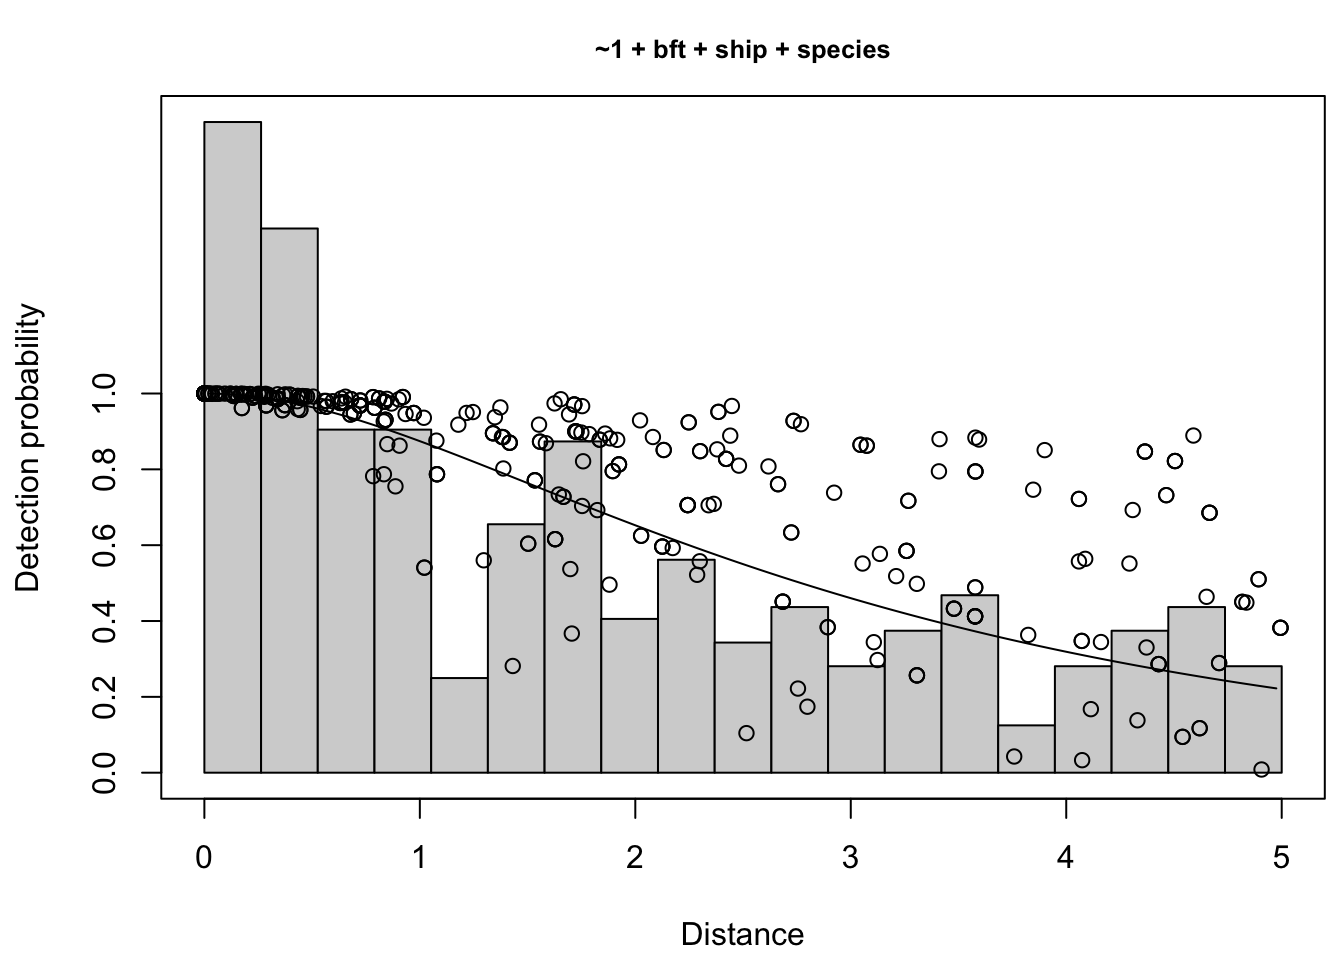 ~1 + bft + ship + species
Detection probability
1.0
0.8
0.6
0.4
0.2
0.0
0 1 2 3 4 5
Distance